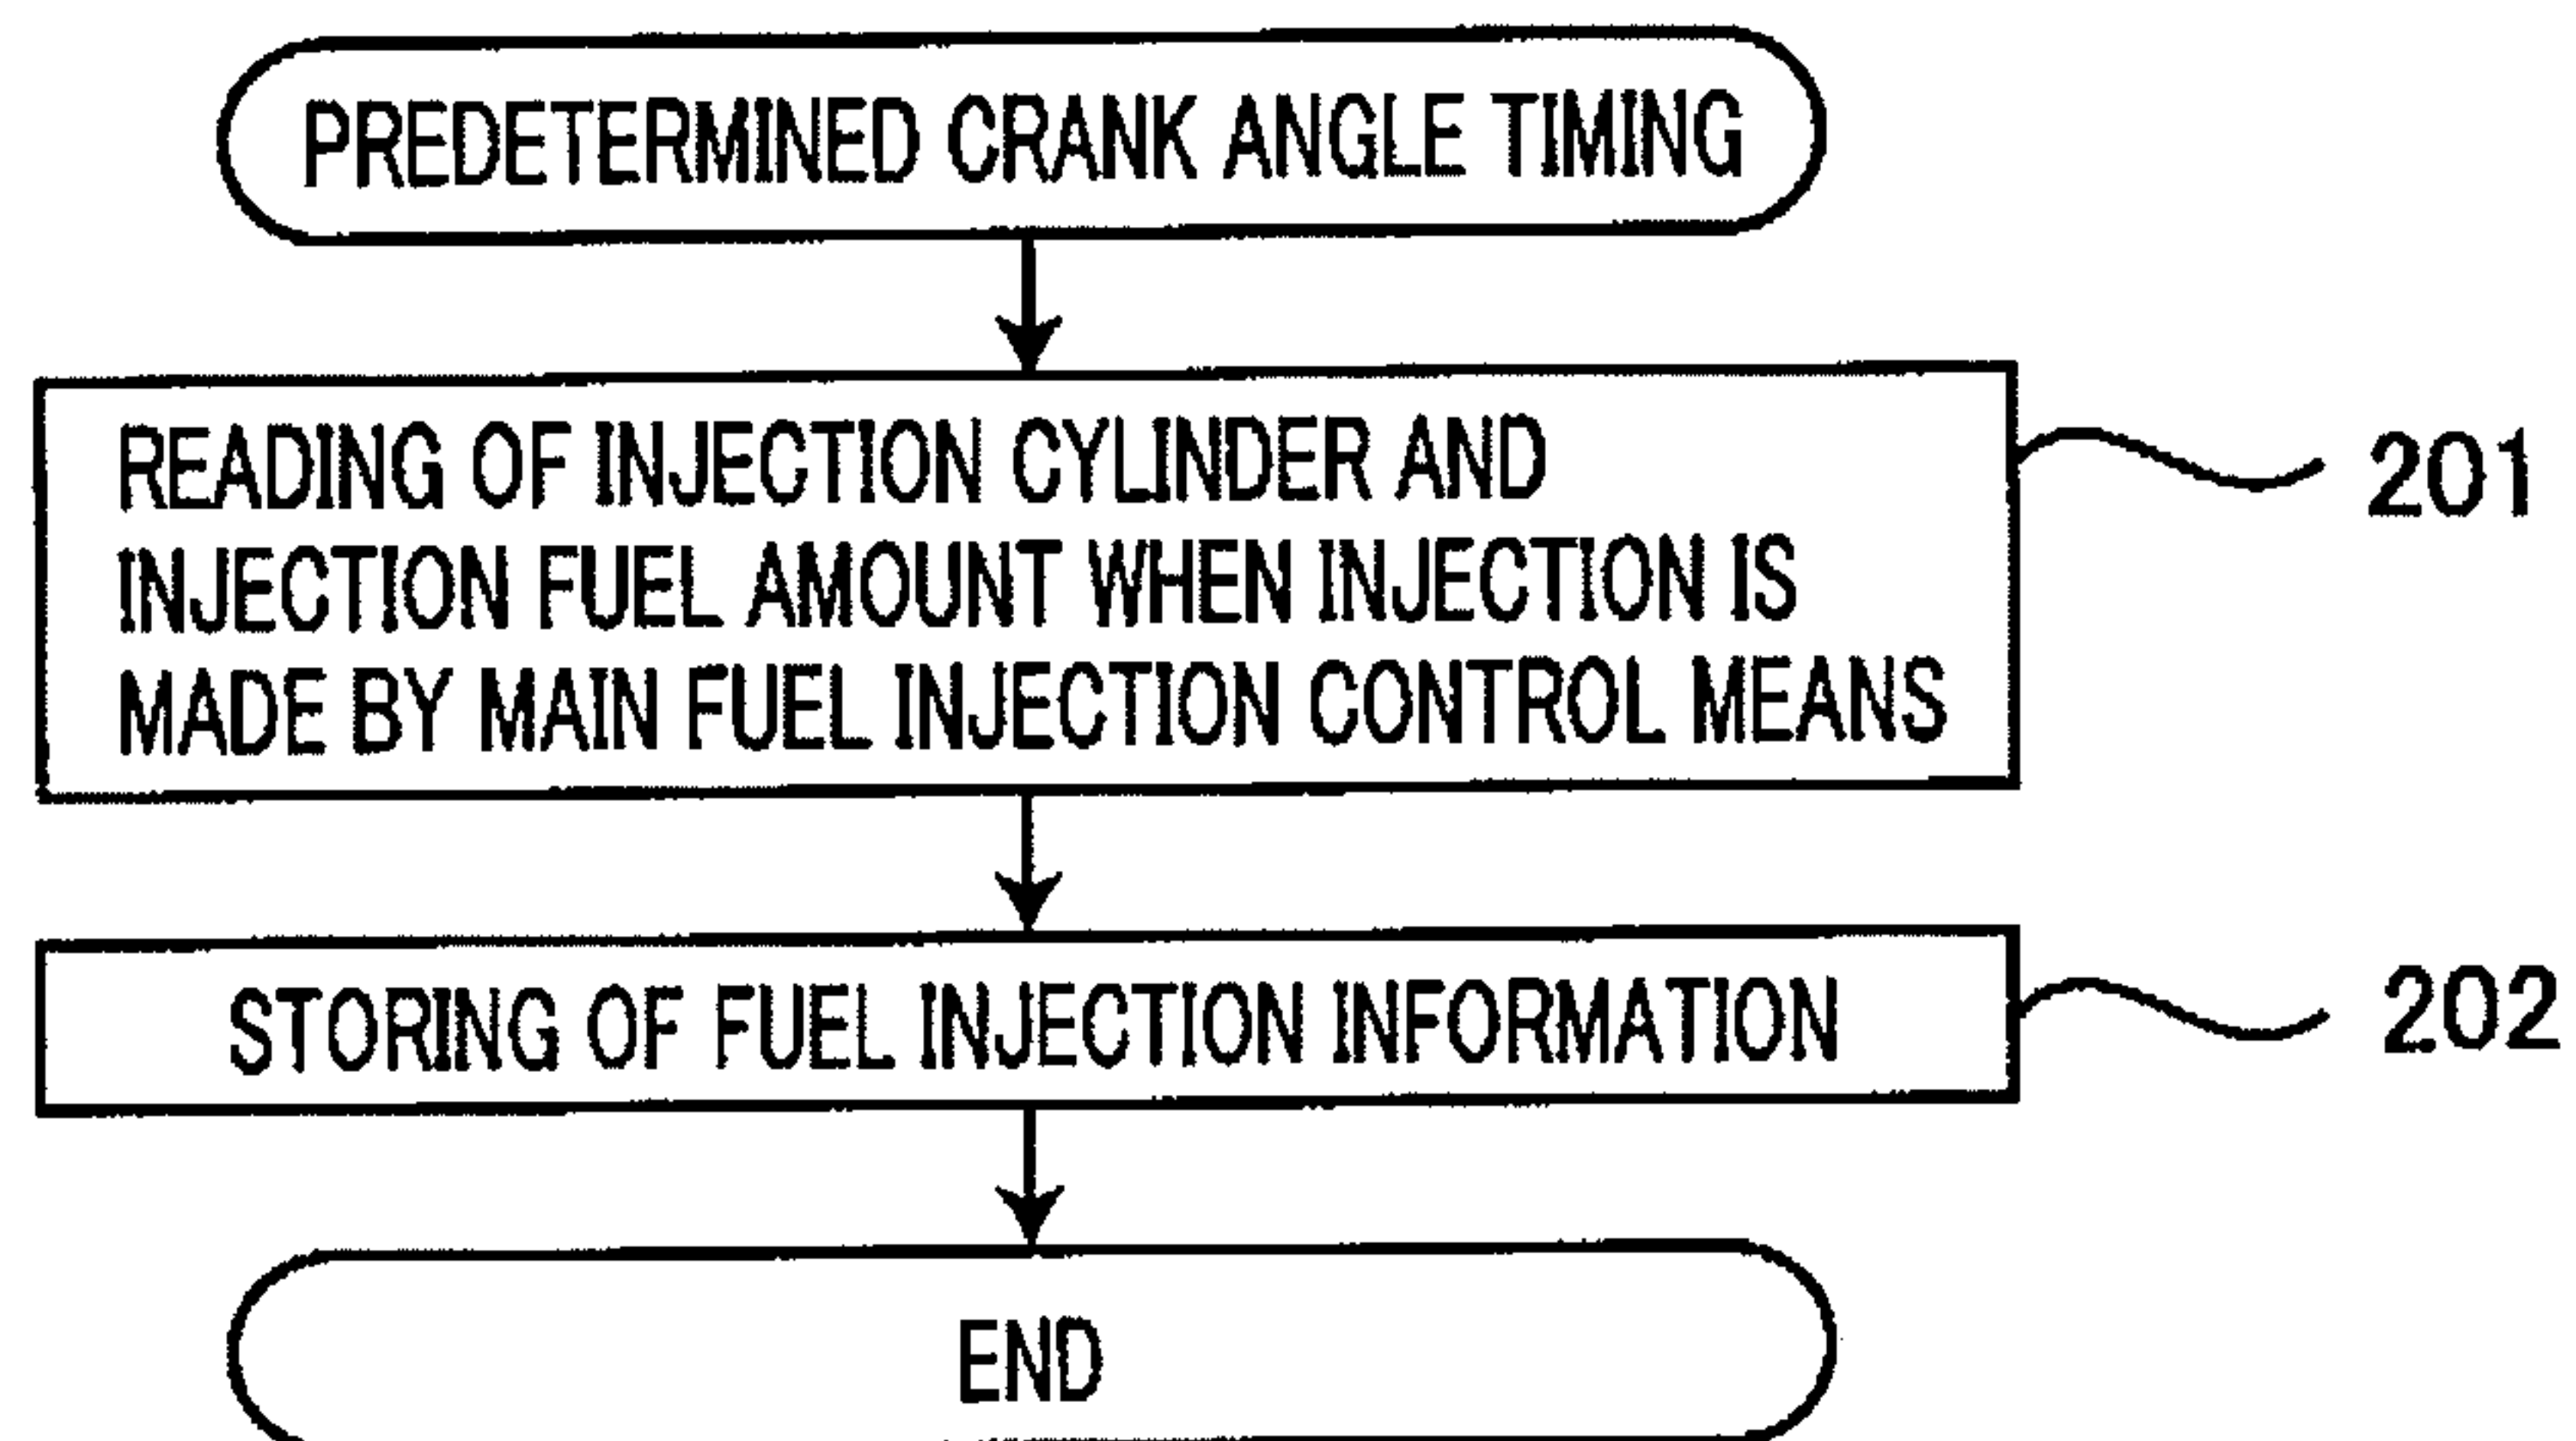 PREDETERMINED CRANK ANGLE TIMING
READING OF INJECTION CYLINDER AND
INJECTION FUEL AMOUNT WHEN INJECTION IS
MADE BY MAIN FUEL INJECTION CONTROL MEANS
201
STORING OF FUEL INJECTION INFORMATION
202
END